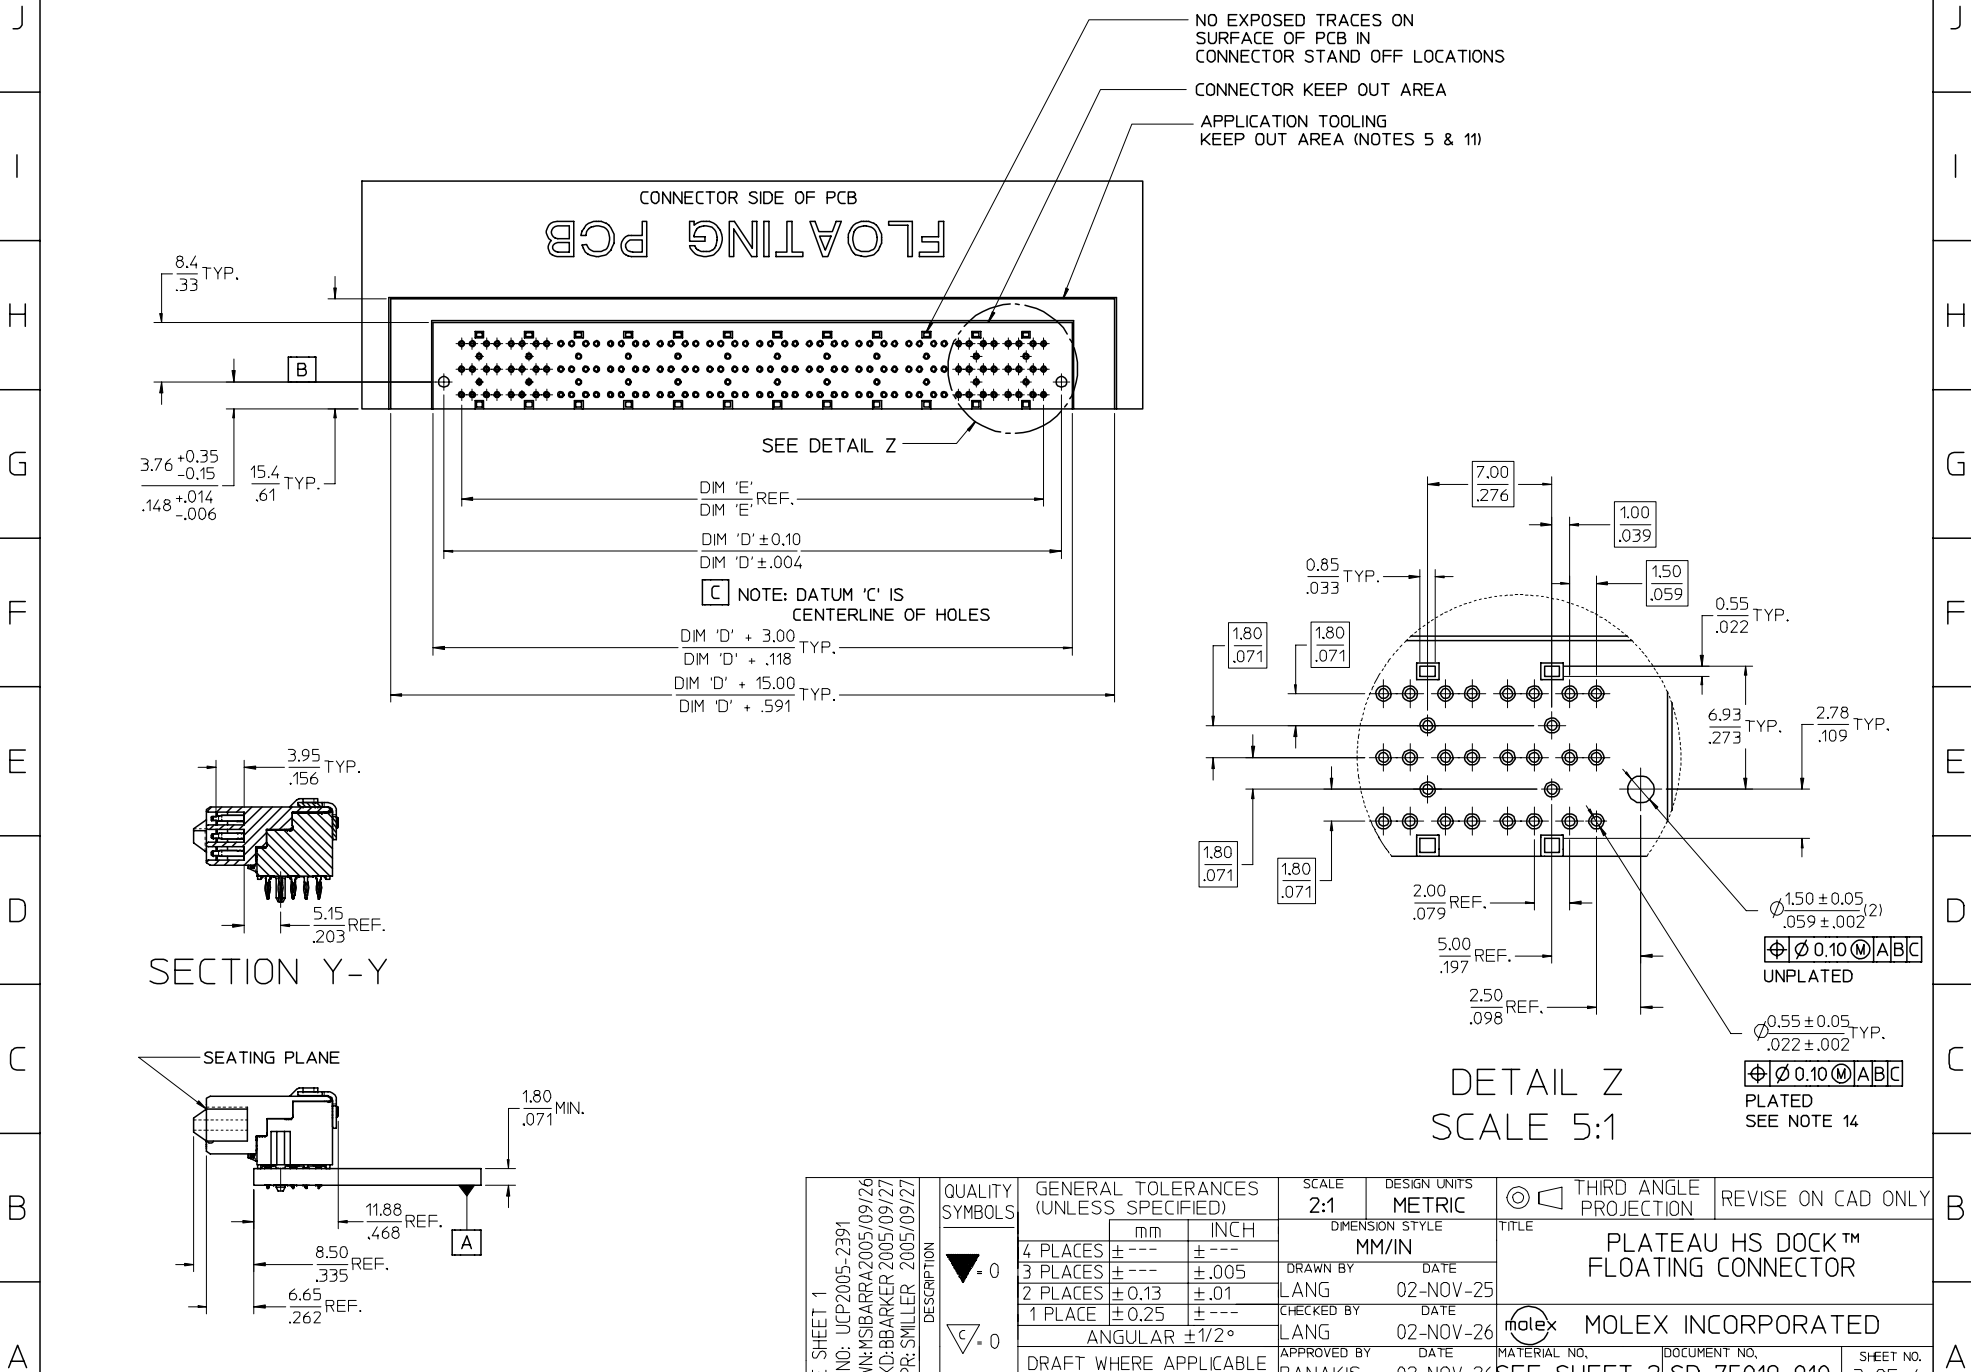 J
I
H
G
F
E
D
C
B
A
J
I
H
G
F
E
D
C
B
A
NO EXPOSED TRACES ON
SURFACE OF PCB IN
CONNECTOR STAND OFF LOCATIONS
CONNECTOR KEEP OUT AREA
APPLICATION TOOLING
KEEP OUT AREA (NOTES 5 & 11)
CONNECTOR SIDE OF PCB
FLOATING PCB
8.4
.33 TYP.
B
3.76 +0.35 -0.15
.148 +.014 -.006
15.4
.61 TYP.
SEE DETAIL Z
DIM 'E'
DIM 'E' REF.
DIM 'D' ±0.10
DIM 'D' ±.004
C NOTE: DATUM 'C' IS
CENTERLINE OF HOLES
DIM 'D' + 3.00
DIM 'D' + .118 TYP.
DIM 'D' + 15.00
DIM 'D' + .591 TYP.
7.00
.276
1.00
.039
0.85
.033 TYP.
1.50
.059
0.55
.022 TYP.
1.80
.071
1.80
.071
6.93
.273 TYP.
2.78
.109 TYP.
1.80
.071
1.80
.071
2.00
.079 REF.
5.00
.197 REF.
2.50
.098 REF.
Ø 1.50 ±0.05
.059 ±.002 (2)
⌖ Ø 0.10 Ⓜ A B C
UNPLATED
Ø 0.55 ±0.05
.022 ±.002 TYP.
⌖ Ø 0.10 Ⓜ A B C
PLATED
SEE NOTE 14
DETAIL Z
SCALE 5:1
3.95
.156 TYP.
5.15
.203 REF.
SECTION Y-Y
SEATING PLANE
1.80
.071 MIN.
11.88
.468 REF.
A
8.50
.335 REF.
6.65
.262 REF.
SHEET 1
NO: UCP2005-2391
WN:MSIBARRA2005/09/26
KD:BBARKER 2005/09/27
PR: SMILLER 2005/09/27
DESCRIPTION
QUALITY
SYMBOLS
▼= 0
C = 0
GENERAL TOLERANCES
(UNLESS SPECIFIED)
mm INCH
4 PLACES ±--- ±---
3 PLACES ±--- ±.005
2 PLACES ±0.13 ±.01
1 PLACE ±0.25 ±---
ANGULAR ±1/2°
DRAFT WHERE APPLICABLE
SCALE
2:1
DESIGN UNITS
METRIC
DIMENSION STYLE
MM/IN
DRAWN BY DATE
LANG 02-NOV-25
CHECKED BY DATE
LANG 02-NOV-26
APPROVED BY DATE
THIRD ANGLE
PROJECTION
REVISE ON CAD ONLY
TITLE
PLATEAU HS DOCK™
FLOATING CONNECTOR
molex MOLEX INCORPORATED
MATERIAL NO.
SEE SHEET 2
DOCUMENT NO.
SHEET NO.